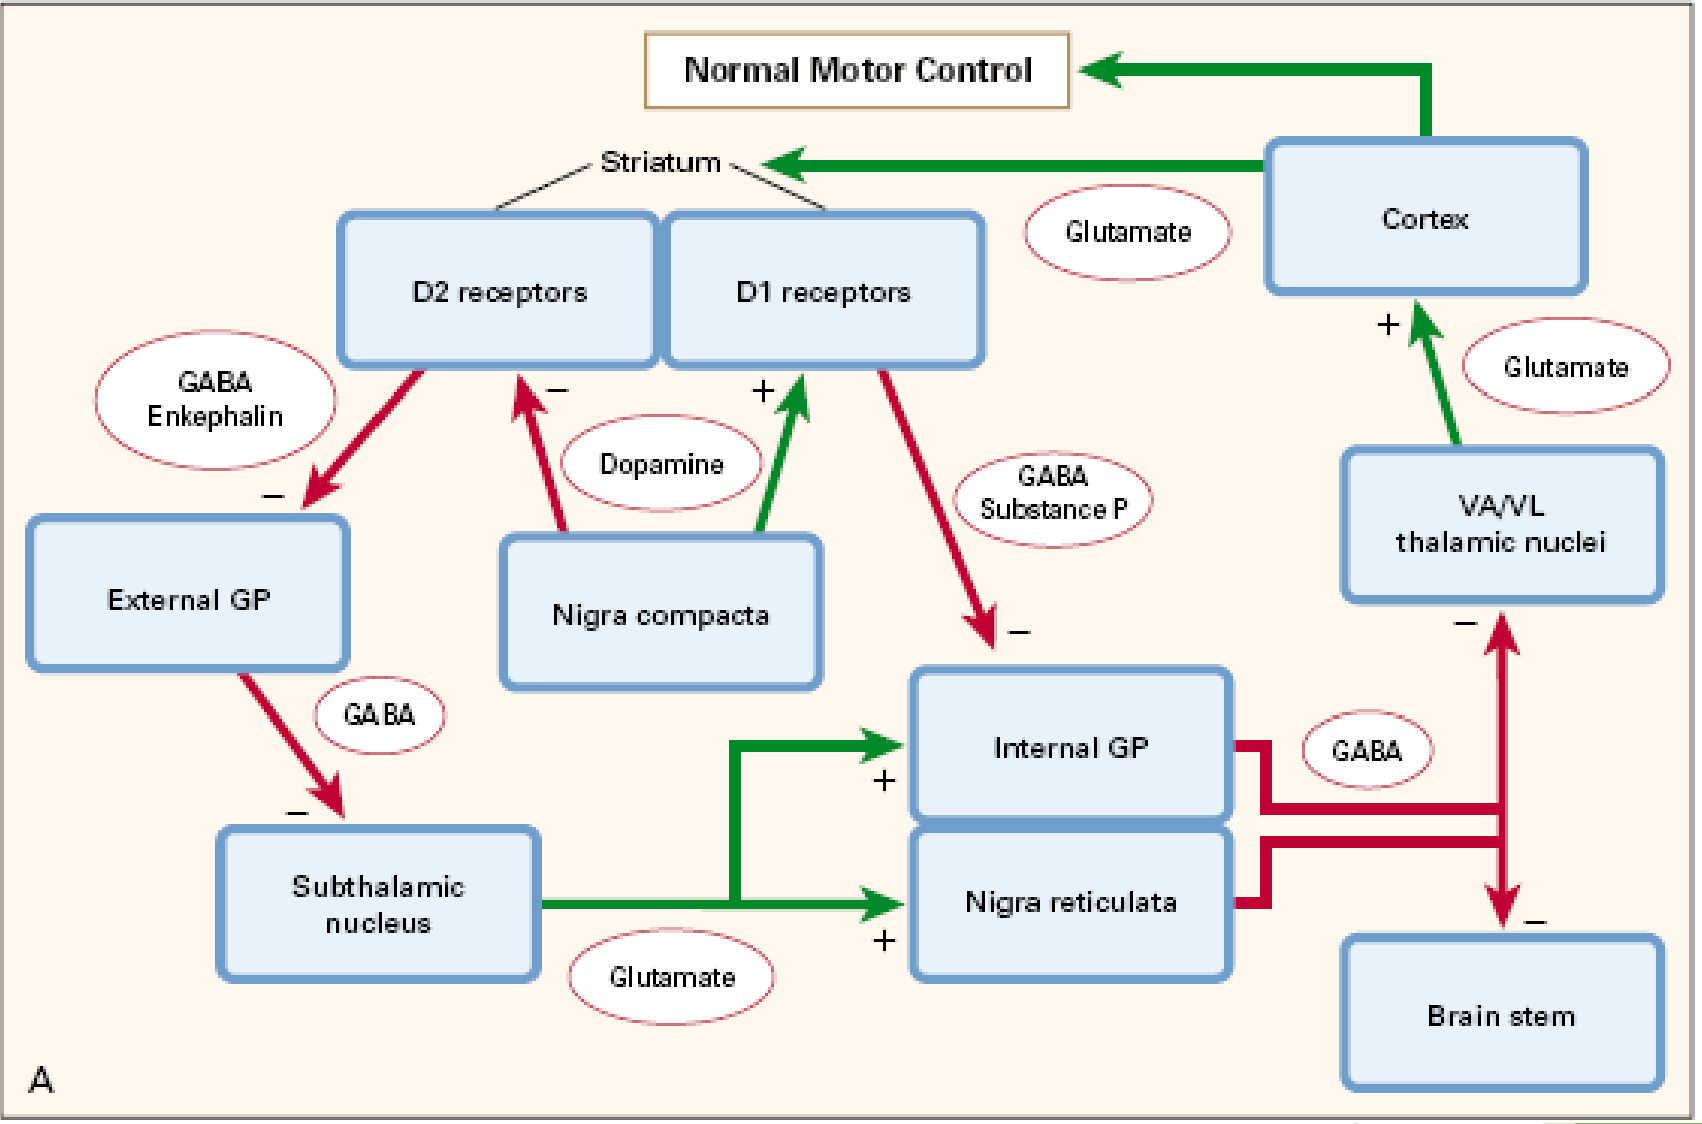 Normal Motor Control
Striatum
Cortex
Glutamate
D2 receptors
D1 receptors
+
Glutamate
GABA
Enkephalin
−
+
Dopamine
GABA
Substance P
VA/VL
thalamic nuclei
−
External GP
Nigra compacta
−
−
GABA
Internal GP
GABA
+
−
Subthalamic
nucleus
Nigra reticulata
+
−
Glutamate
Brain stem
A